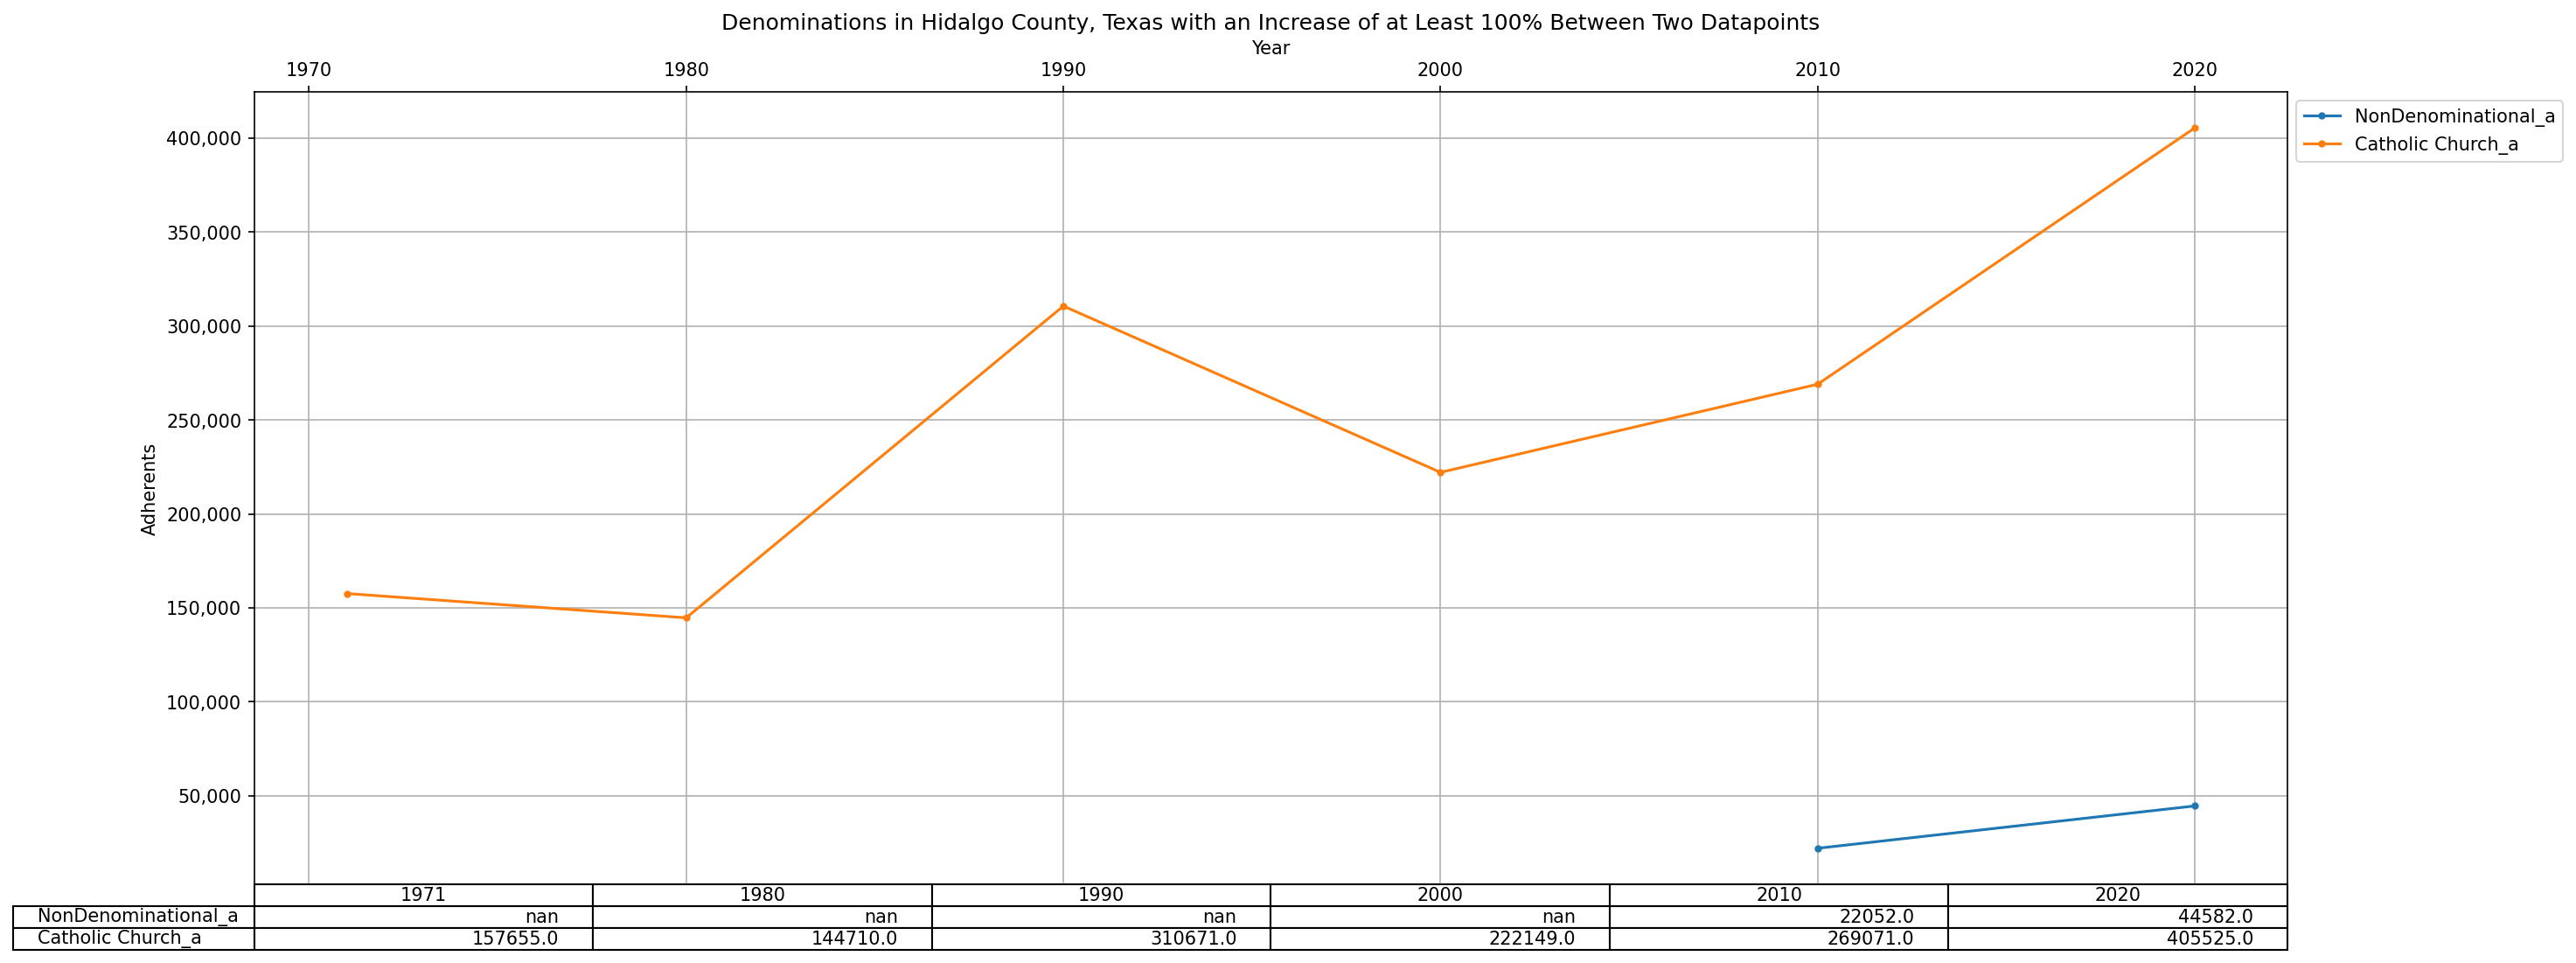 Denominations in Hidalgo County, Texas with an Increase of at Least 100% Between Two Datapoints
Year
1970 1980 1990 2000 2010 2020
NonDenominational_a
Catholic Church_a
400,000
350,000
300,000
250,000
200,000
150,000
100,000
50,000
Adherents
1971 1980 1990 2000 2010 2020
NonDenominational_a nan nan nan nan 22052.0 44582.0
Catholic Church_a 157655.0 144710.0 310671.0 222149.0 269071.0 405525.0